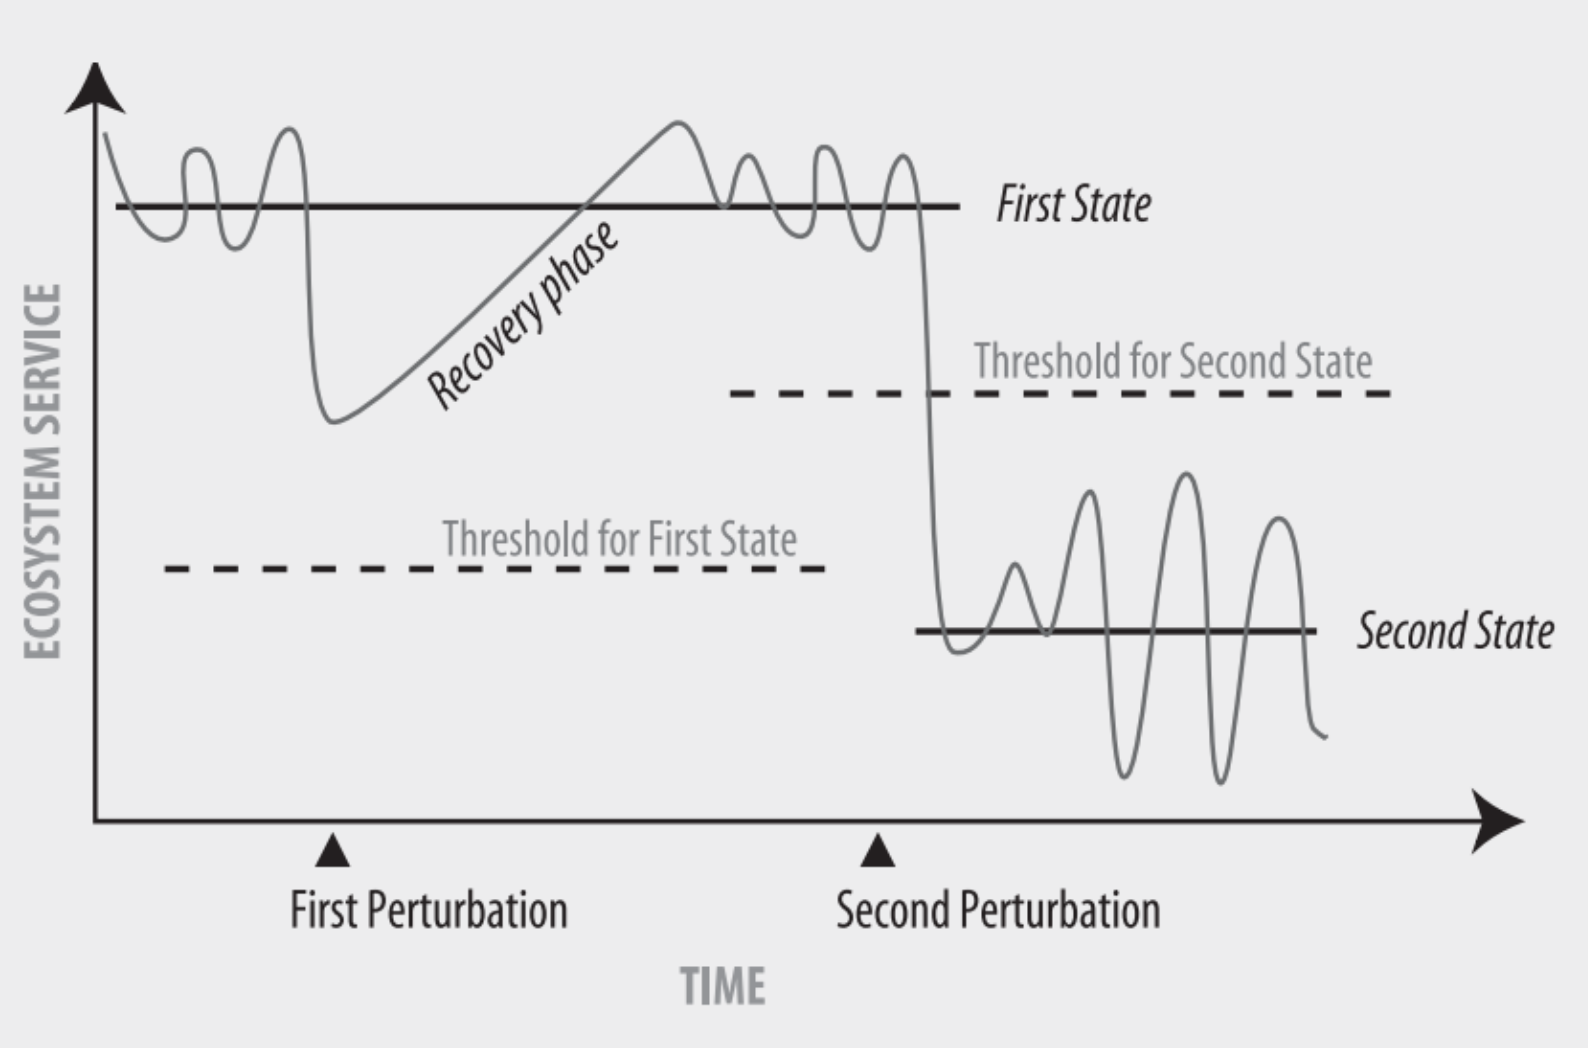 First State
Recovery phase
Threshold for Second State
ECOSYSTEM SERVICE
Threshold for First State
Second State
First Perturbation
Second Perturbation
TIME